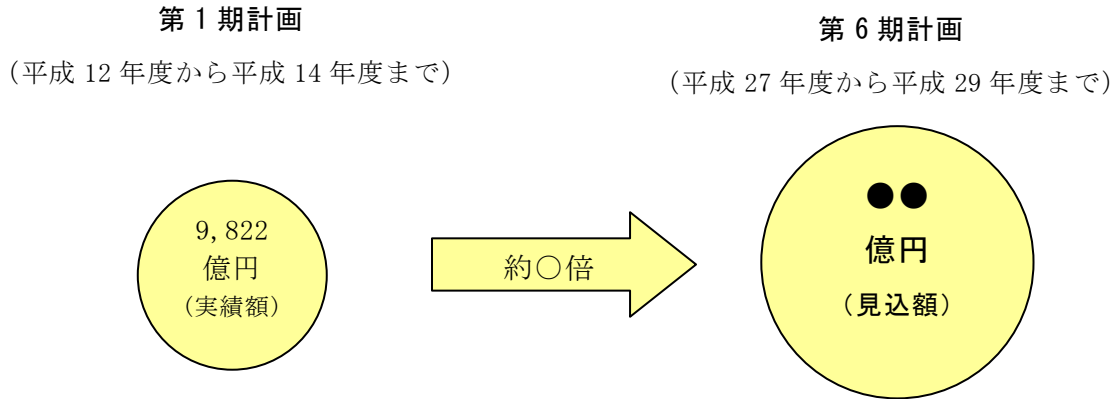 第１期計画
（平成 12 年度から平成 14 年度まで）
9,822
億円
（実績額）
約○倍
第６期計画
（平成 27 年度から平成 29 年度まで）
●●
億円
（見込額）